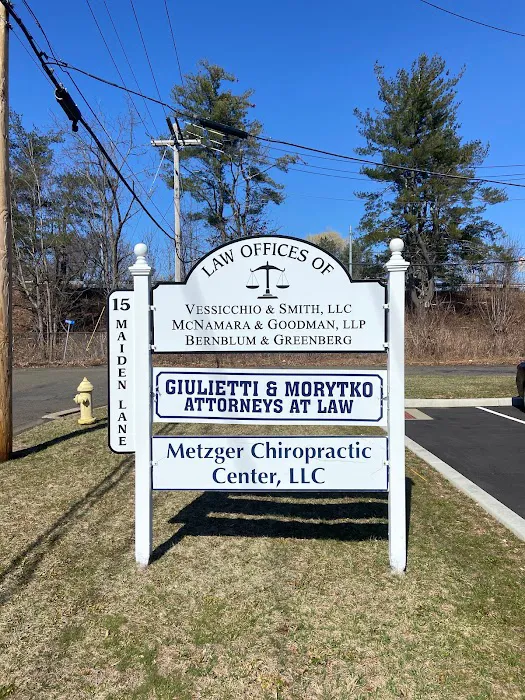 LAW OFFICES OF
VESSICCHIO & SMITH, LLC
MCNAMARA & GOODMAN, LLP
BERNBLUM & GREENBERG
15 MAIDEN LANE
GIULIETTI & MORYTKO
ATTORNEYS AT LAW
Metzger Chiropractic
Center, LLC